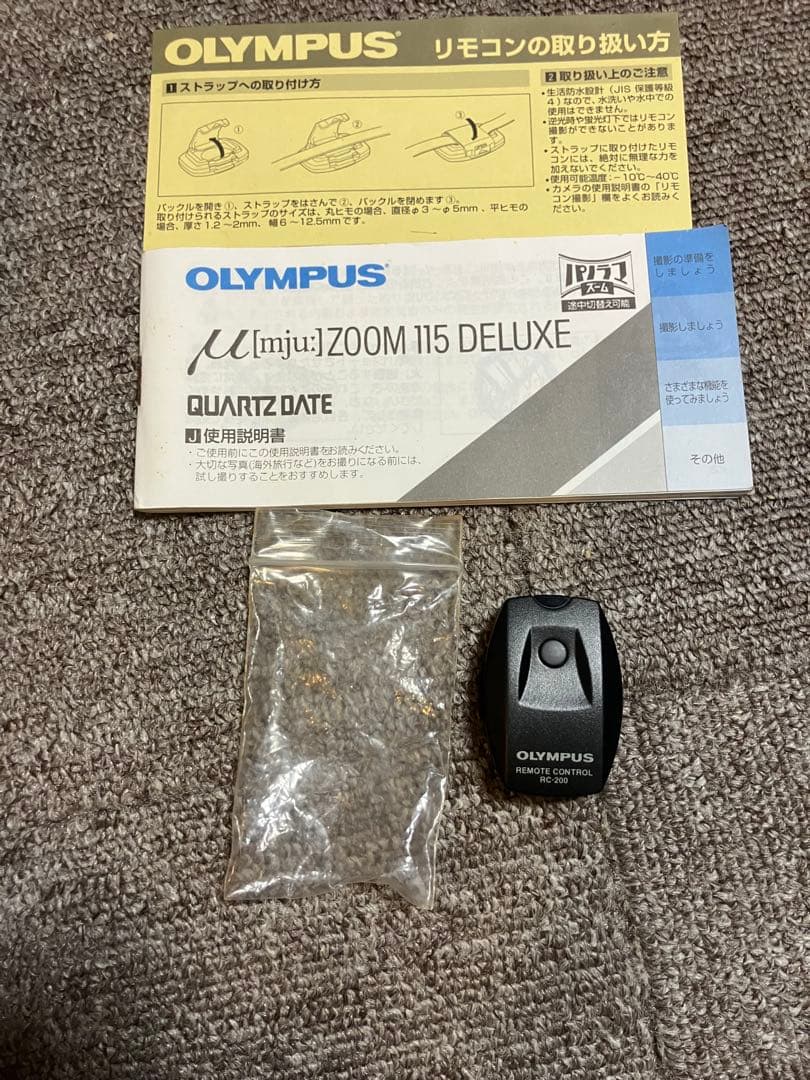 OLYMPUS® リモコンの取り扱い方
1 ストラップへの取り付け方
① ② ③
バックルを開き①、ストラップをはさんで②、バックルを閉めます③。
取り付けられるストラップのサイズは、丸ヒモの場合、直径φ3〜φ5mm、平ヒモの
場合、厚さ1.2〜2mm、幅6〜12.5mmです。
2 取り扱い上のご注意
・生活防水設計(JIS 保護等級
4)なので、水洗いや水中での
使用はできません。
・逆光時や蛍光灯下ではリモコン
撮影ができないことがありま
す。
・ストラップに取り付けたリモ
コンには、絶対に無理な力を
加えないでください。
・使用可能温度:−10℃〜40℃
・カメラの使用説明書の「リモ
コン撮影」欄をよくお読みく
ださい。
OLYMPUS®
パノラマ
ズーム
途中切替え可能
μ[mju:]ZOOM 115 DELUXE
QUARTZ DATE
J 使用説明書
・ご使用前にこの使用説明書をお読みください。
・大切な写真(海外旅行など)をお撮りになる前には、
試し撮りすることをおすすめします。
撮影の準備を
しましょう
撮影しましょう
さまざまな機能を
使ってみましょう
その他
OLYMPUS
REMOTE CONTROL
RC-200